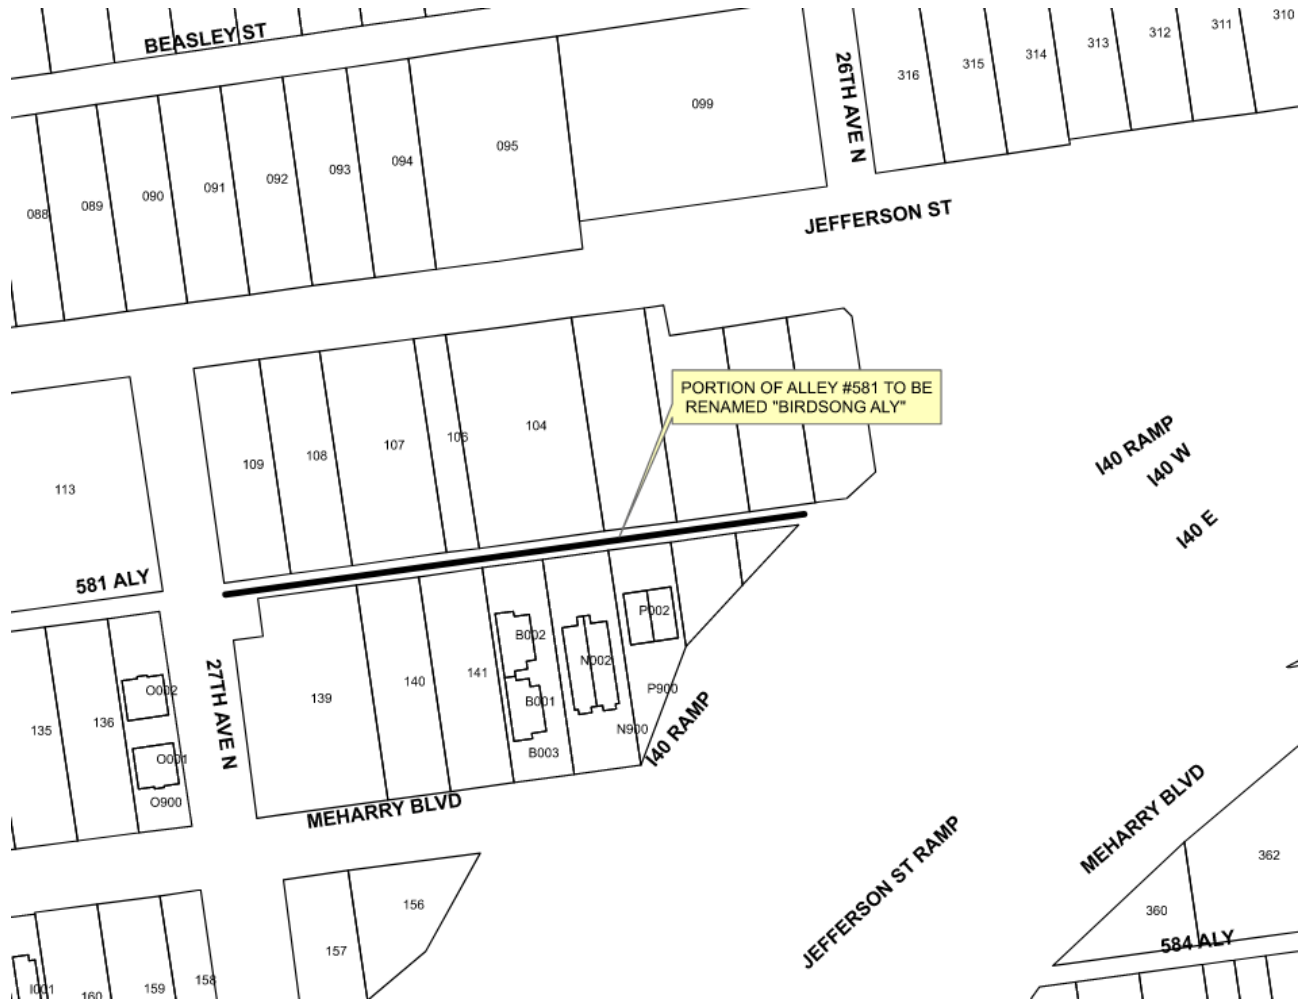 BEASLEY ST
310
311
312
313
314
315
316
26TH AVE N
099
095
094
093
092
091
090
089
088
JEFFERSON ST
PORTION OF ALLEY #581 TO BE
RENAMED "BIRDSONG ALY"
104
106
107
108
109
113
I40 RAMP
I40 W
I40 E
581 ALY
27TH AVE N
P002
B002
N002
O002
141
140
139
136
135
P900
B001
N900
B003
O001
O900
I40 RAMP
MEHARRY BLVD
MEHARRY BLVD
JEFFERSON ST RAMP
362
360
584 ALY
156
157
158
159
160
I001